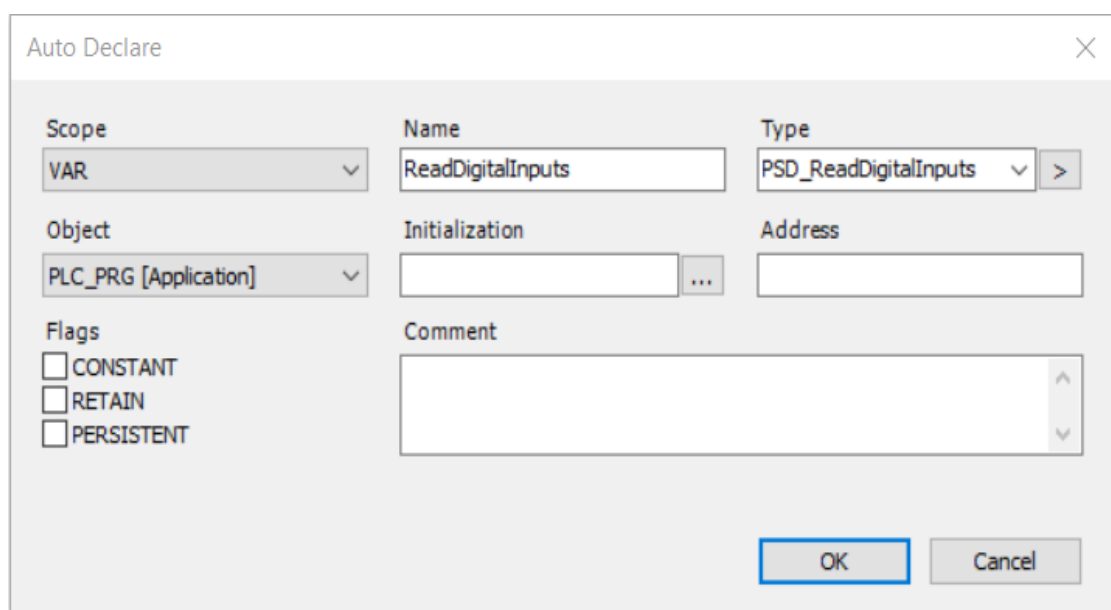 Auto Declare
Scope
Name
Type
VAR
ReadDigitalInputs
PSD_ReadDigitalInputs
>
Object
Initialization
Address
PLC_PRG [Application]
...
Flags
Comment
CONSTANT
RETAIN
PERSISTENT
OK
Cancel